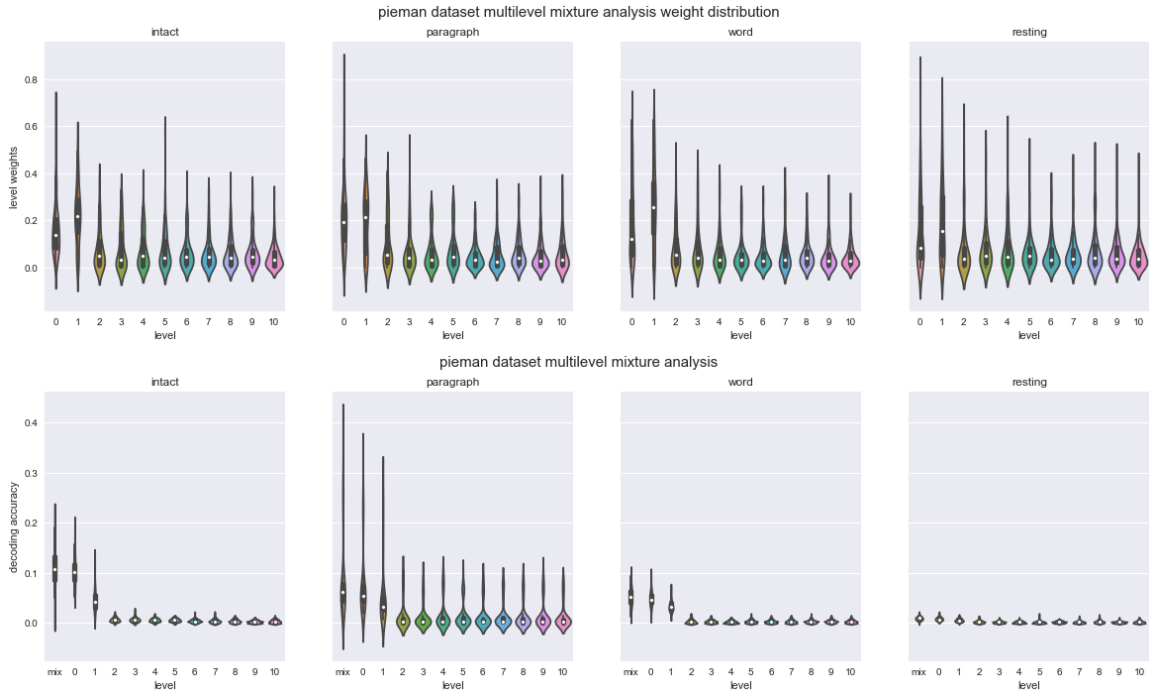 pieman dataset multilevel mixture analysis weight distribution
intact paragraph word resting
0.8
0.6
0.4
0.2
0.0
level weights
0 1 2 3 4 5 6 7 8 9 10 0 1 2 3 4 5 6 7 8 9 10 0 1 2 3 4 5 6 7 8 9 10 0 1 2 3 4 5 6 7 8 9 10
level level level level
pieman dataset multilevel mixture analysis
intact paragraph word resting
0.4
0.3
0.2
0.1
0.0
decoding accuracy
mix 0 1 2 3 4 5 6 7 8 9 10 mix 0 1 2 3 4 5 6 7 8 9 10 mix 0 1 2 3 4 5 6 7 8 9 10 mix 0 1 2 3 4 5 6 7 8 9 10
level level level level